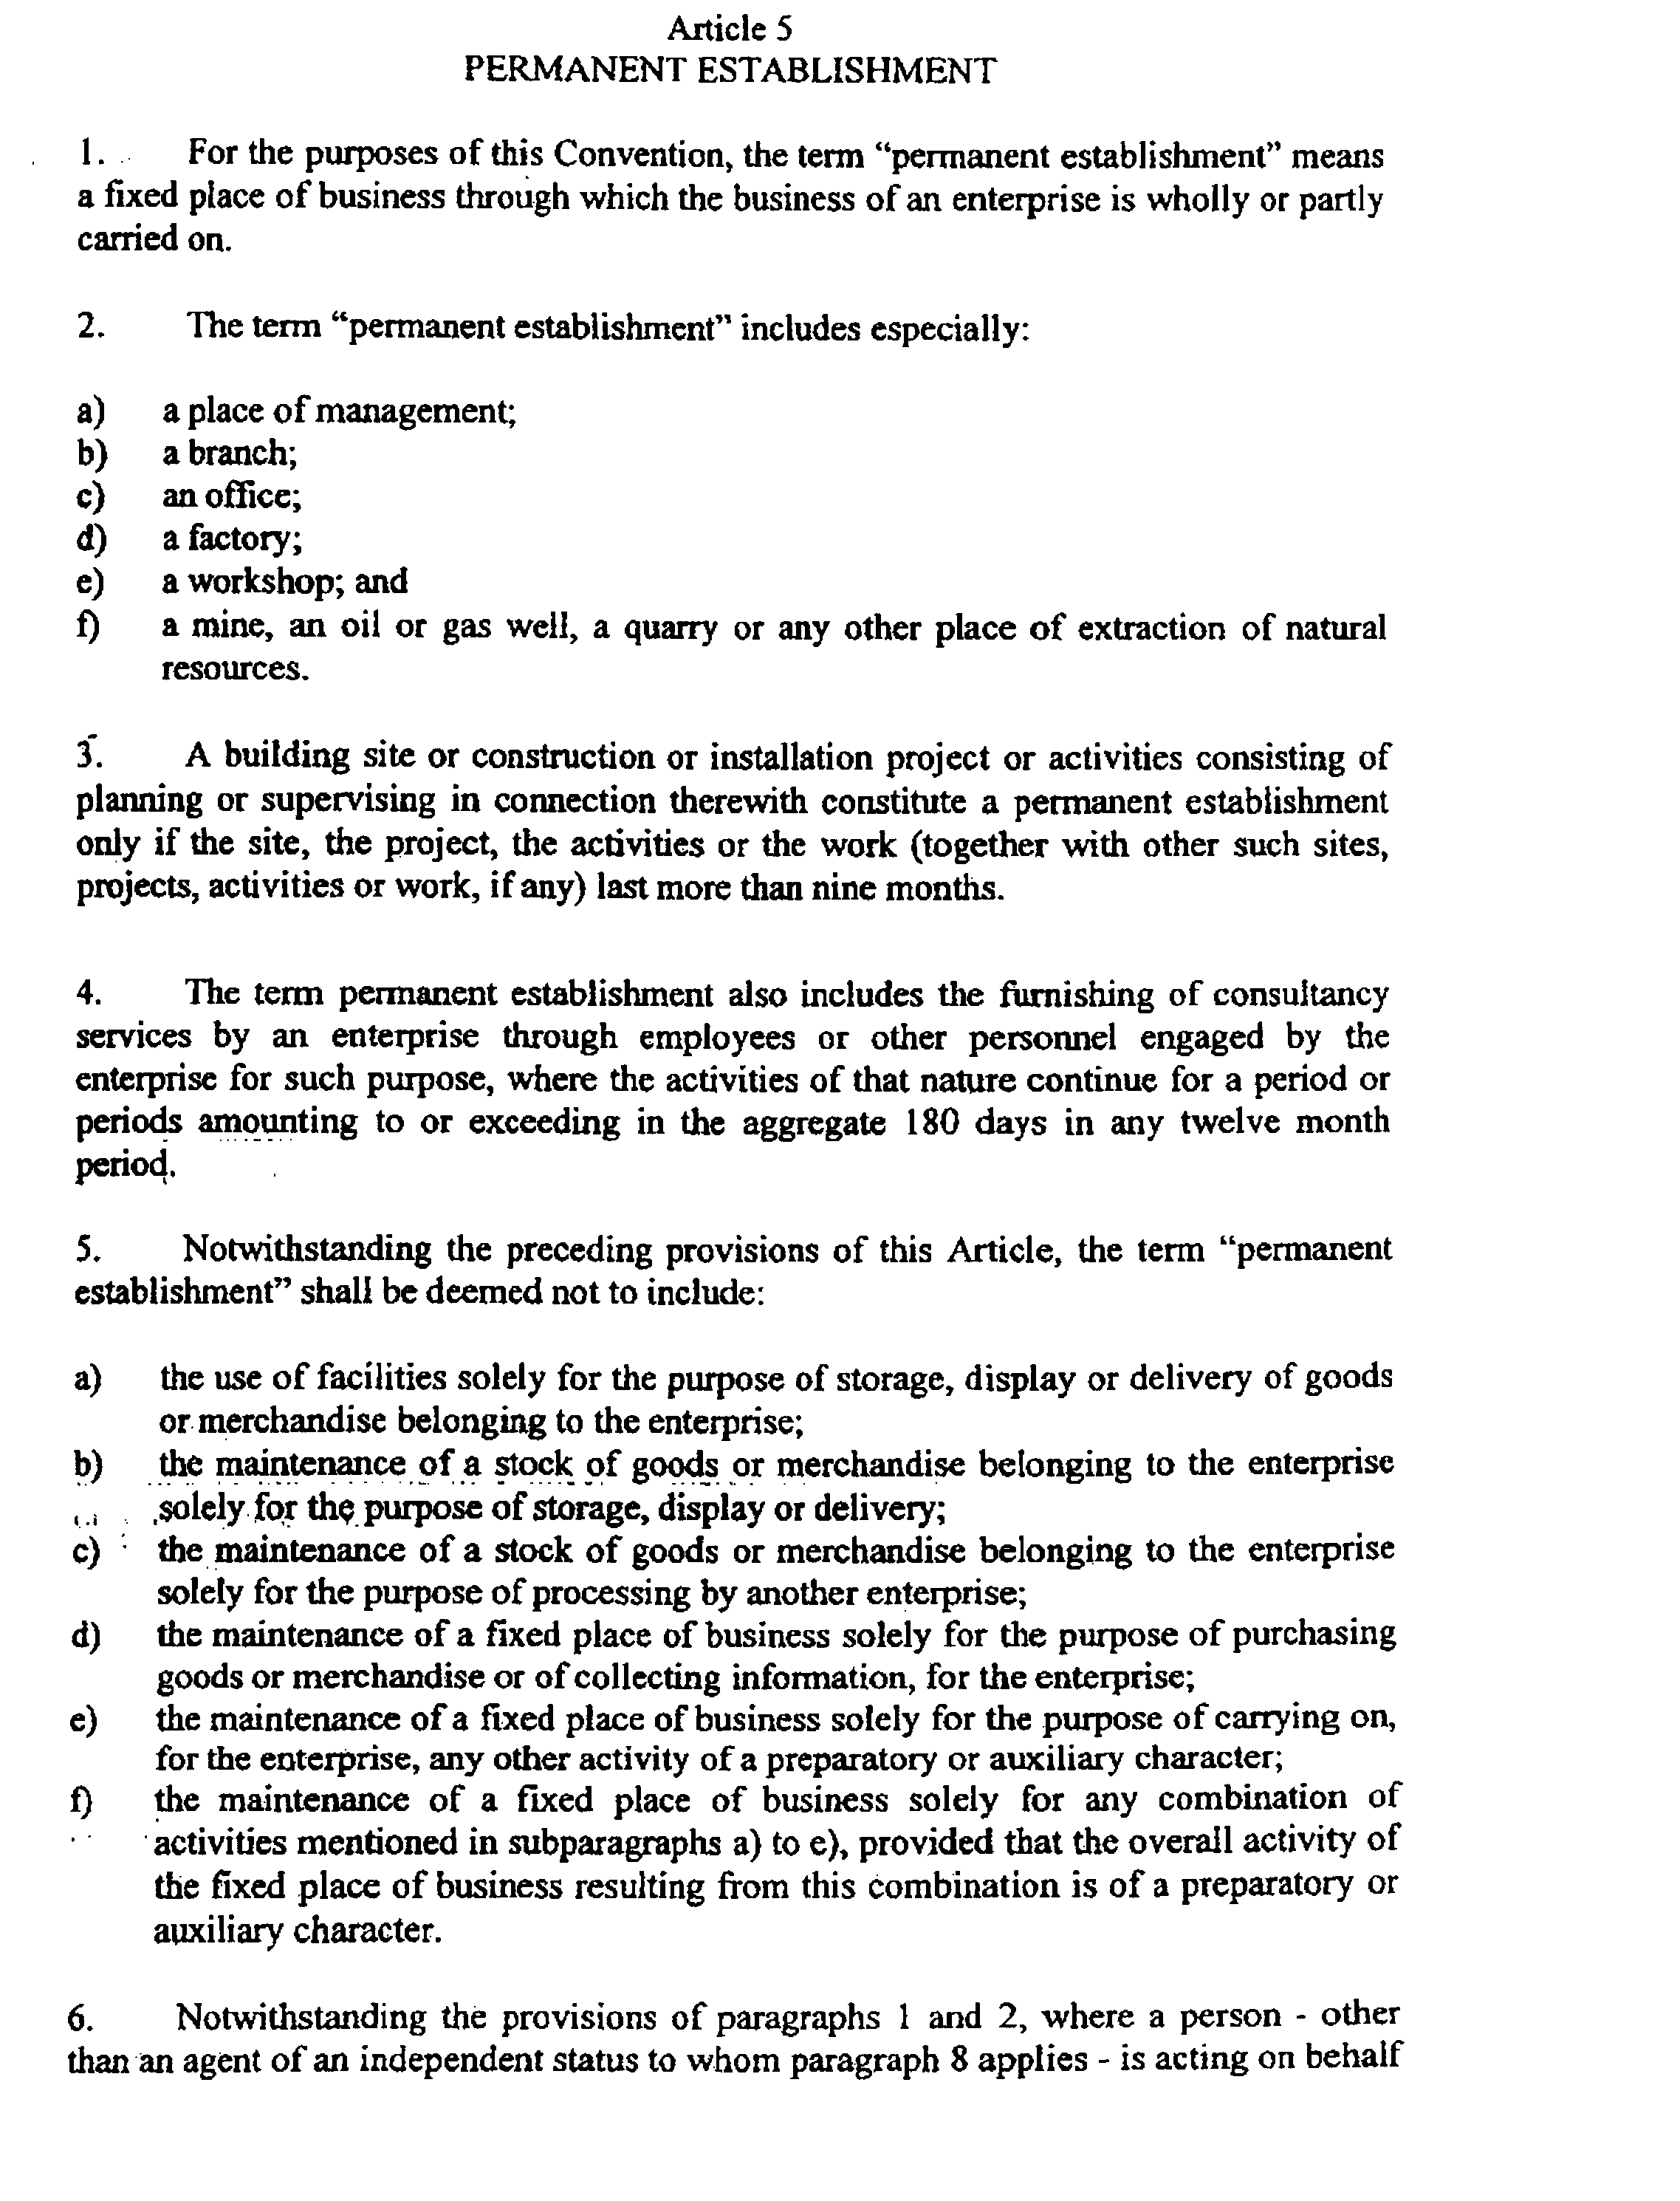 Article 5
PERMANENT ESTABLISHMENT
1. For the purposes of this Convention, the term “permanent establishment” means
a fixed place of business through which the business of an enterprise is wholly or partly
carried on.
2. The term “permanent establishment” includes especially:
a) a place of management;
b) a branch;
c) an office;
d) a factory;
e) a workshop; and
f) a mine, an oil or gas well, a quarry or any other place of extraction of natural
resources.
3. A building site or construction or installation project or activities consisting of
planning or supervising in connection therewith constitute a permanent establishment
only if the site, the project, the activities or the work (together with other such sites,
projects, activities or work, if any) last more than nine months.
4. The term permanent establishment also includes the furnishing of consultancy
services by an enterprise through employees or other personnel engaged by the
enterprise for such purpose, where the activities of that nature continue for a period or
periods amounting to or exceeding in the aggregate 180 days in any twelve month
period.
5. Notwithstanding the preceding provisions of this Article, the term “permanent
establishment” shall be deemed not to include:
a) the use of facilities solely for the purpose of storage, display or delivery of goods
or merchandise belonging to the enterprise;
b) the maintenance of a stock of goods or merchandise belonging to the enterprise
solely for the purpose of storage, display or delivery;
c) the maintenance of a stock of goods or merchandise belonging to the enterprise
solely for the purpose of processing by another enterprise;
d) the maintenance of a fixed place of business solely for the purpose of purchasing
goods or merchandise or of collecting information, for the enterprise;
e) the maintenance of a fixed place of business solely for the purpose of carrying on,
for the enterprise, any other activity of a preparatory or auxiliary character;
f) the maintenance of a fixed place of business solely for any combination of
activities mentioned in subparagraphs a) to e), provided that the overall activity of
the fixed place of business resulting from this combination is of a preparatory or
auxiliary character.
6. Notwithstanding the provisions of paragraphs 1 and 2, where a person - other
than an agent of an independent status to whom paragraph 8 applies - is acting on behalf